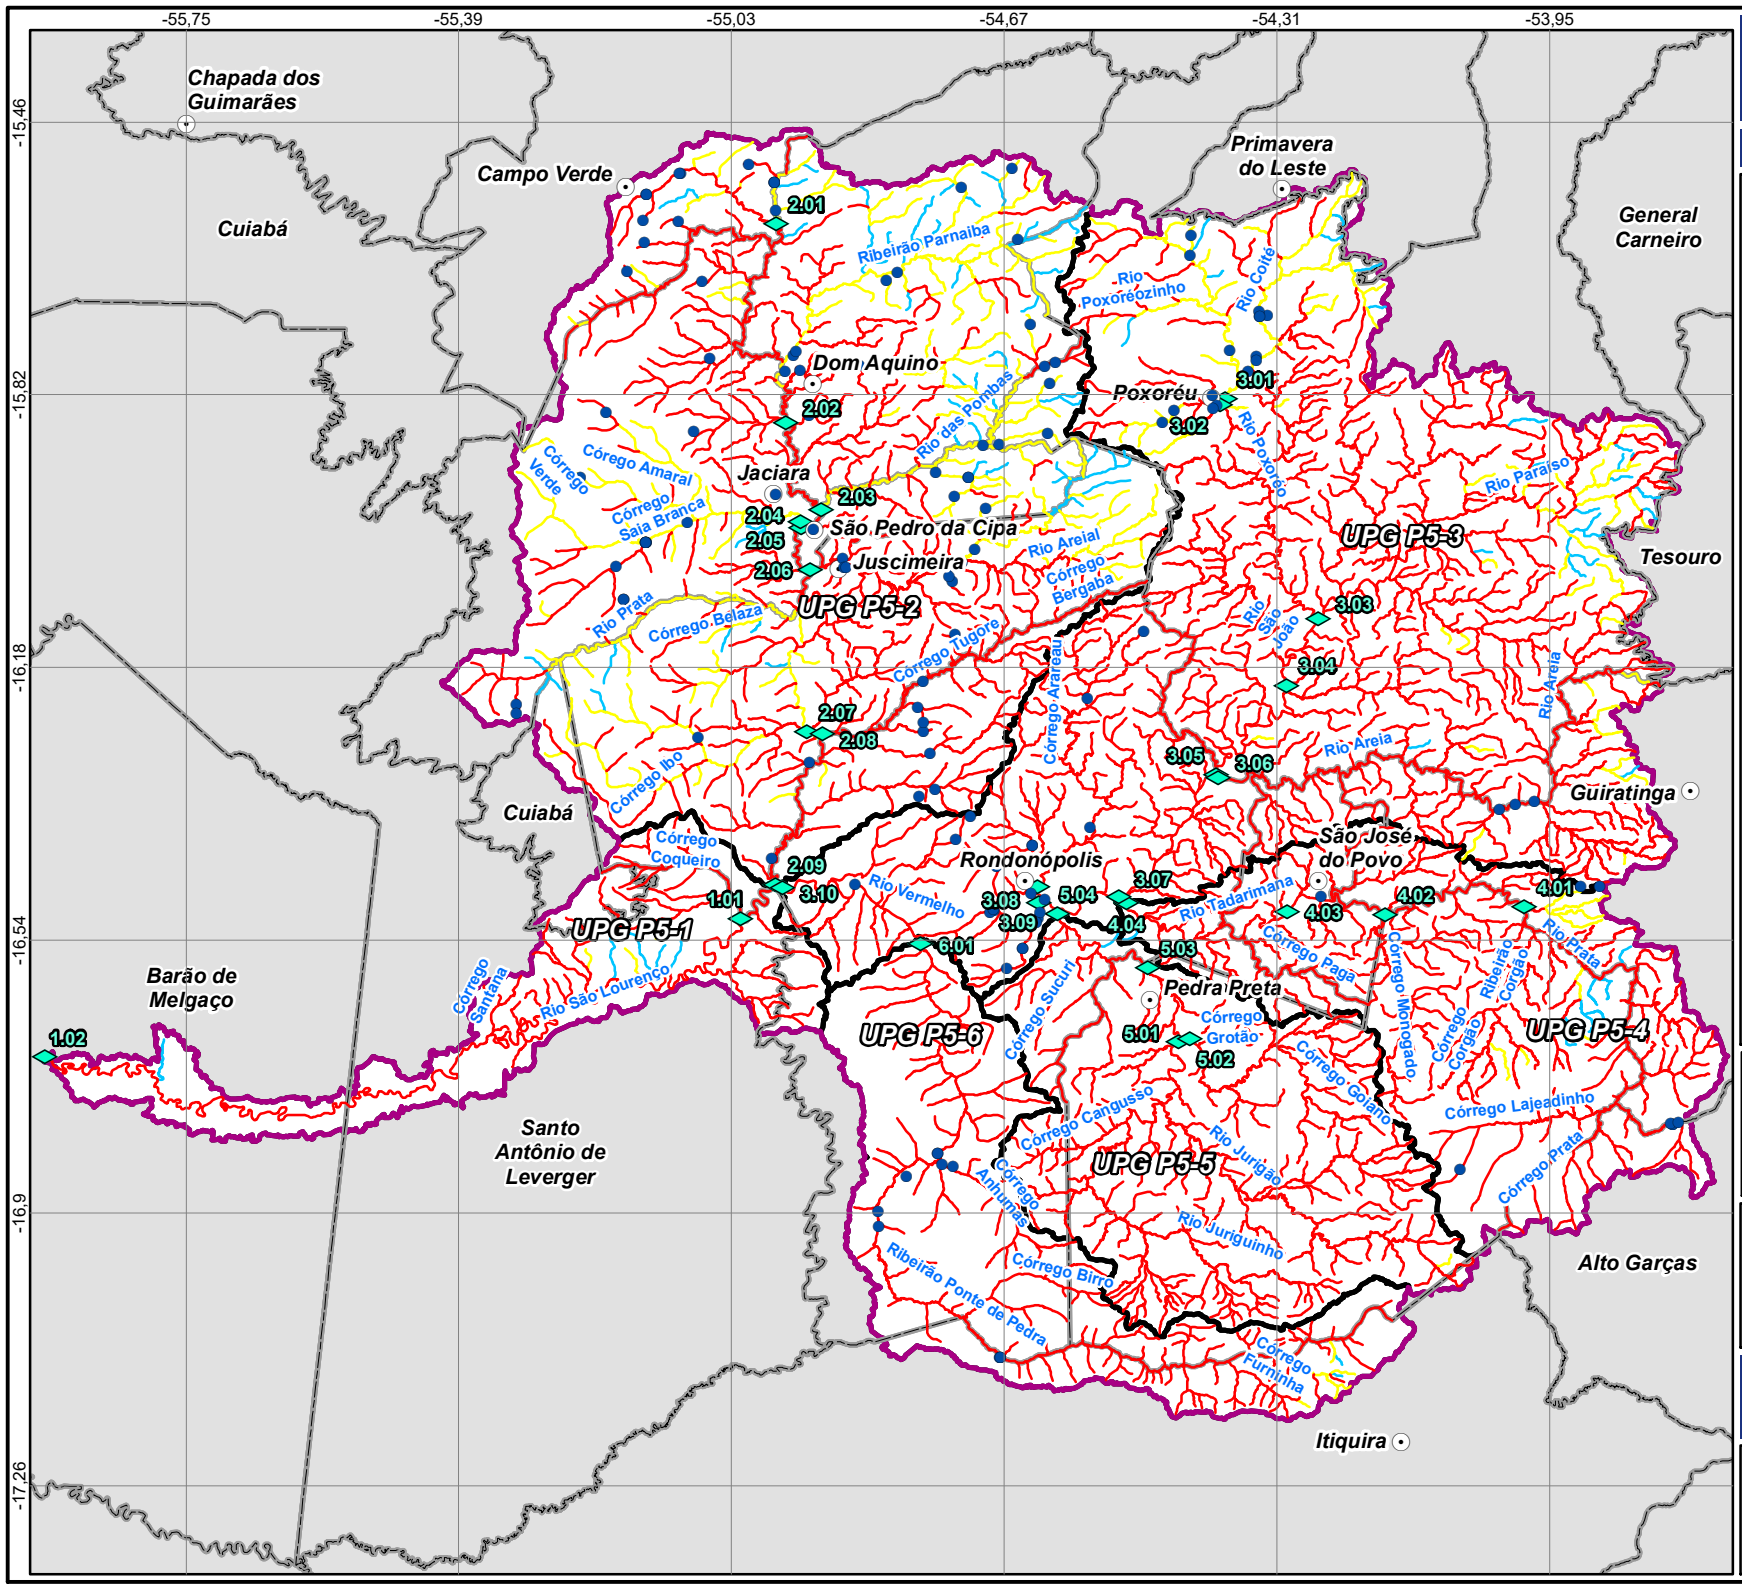 -55,75
-55,39
-55,03
-54,67
-54,31
-53,95
-15,46
-15,82
-16,18
-16,54
-16,9
-17,26
Chapada dos
Guimarães
Campo Verde
Cuiabá
Primavera
do Leste
General
Carneiro
2.01
Ribeirão Parnaiba
Rio
Poxoréozinho
Rio Coité
Dom Aquino
2.02
Rio das Pombas
Poxoréu
3.01
3.02
Rio Poxoréo
Jaciara
Córego Amaral
Córrego
Verde
Córrego
Saia Branca
2.03
2.04
2.05
São Pedro da Cipa
2.06
Juscimeira
Rio Areial
Córrego
Bergaba
UPG P5-2
Rio Paraíso
UPG P5-3
Tesouro
Rio Prata
Córrego Belaza
Córrego Tugore
Córrego Arareau
Rio
São
João
3.03
3.04
Rio Areia
2.07
2.08
Córrego Ibo
3.05
3.06
Rio Areia
Guiratinga
Cuiabá
Córrego
Coqueiro
2.09
3.10
1.01
UPG P5-1
Rondonópolis
Rio Vermelho
3.08
3.09
5.04
3.07
4.04
São José
do Povo
Rio Tadarimana
4.03
4.02
4.01
6.01
5.03
Córrego Paga
Córrego Monogado
Ribeirão
Corgão
Córrego
Corgão
Rio Prata
Barão de
Melgaço
Córrego
Santana
Rio São Lourenço
1.02
Córrego Sucuri
Pedra Preta
Córrego
Grotão
5.01
5.02
UPG P5-6
UPG P5-4
Córrego Goiano
Córrego Lajeadinho
Córrego Prata
Santo
Antônio de
Leverger
Córrego Cangusso
UPG P5-5
Rio Jurigão
Córrego
Anhumas
Rio Juriguinho
Ribeirão Ponte de Pedra
Córrego Birro
Córrego
Furninha
Alto Garças
Itiquira